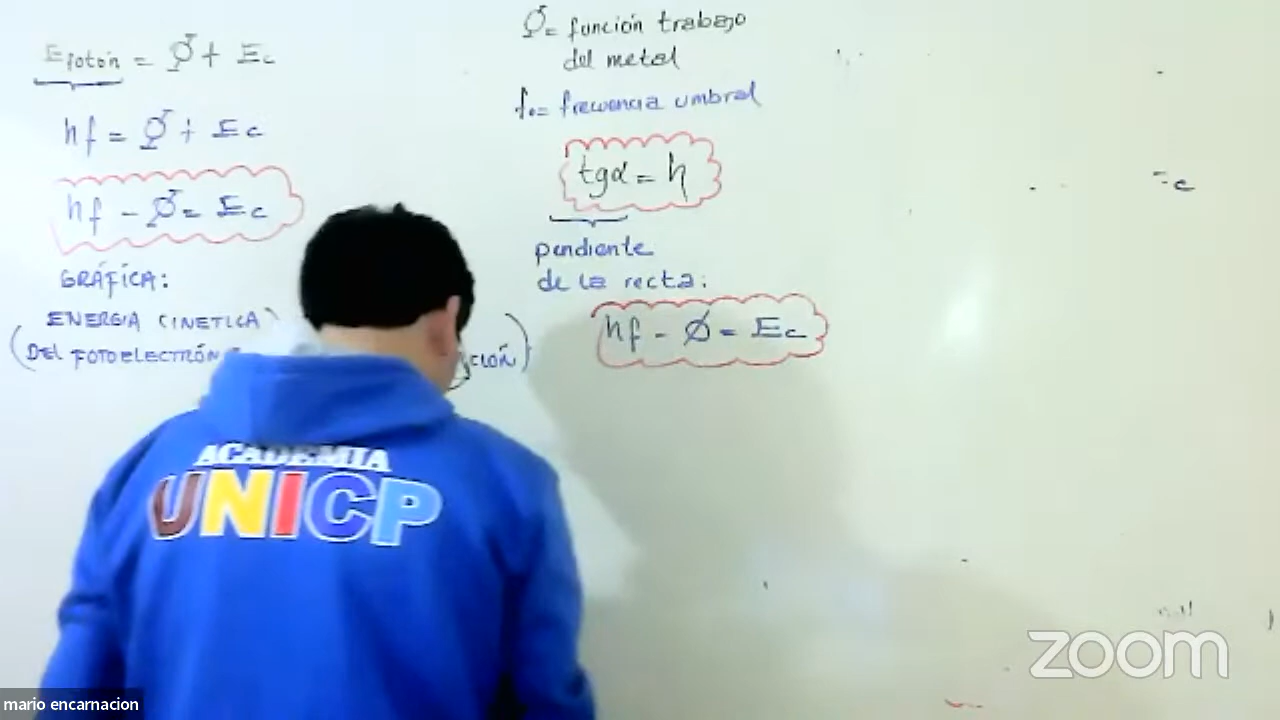 Efotón = Ø + Ec
hf = Ø + Ec
hf - Ø = Ec
GRÁFICA:
ENERGIA CINETICA
(DEL FOTOELECTRÓN
Ø = función trabajo
del metal
fo = frecuencia umbral
tgα = h
pendiente
de la recta:
hf - Ø = Ec
ACADEMIA
UNICP
zoom
mario encarnacion